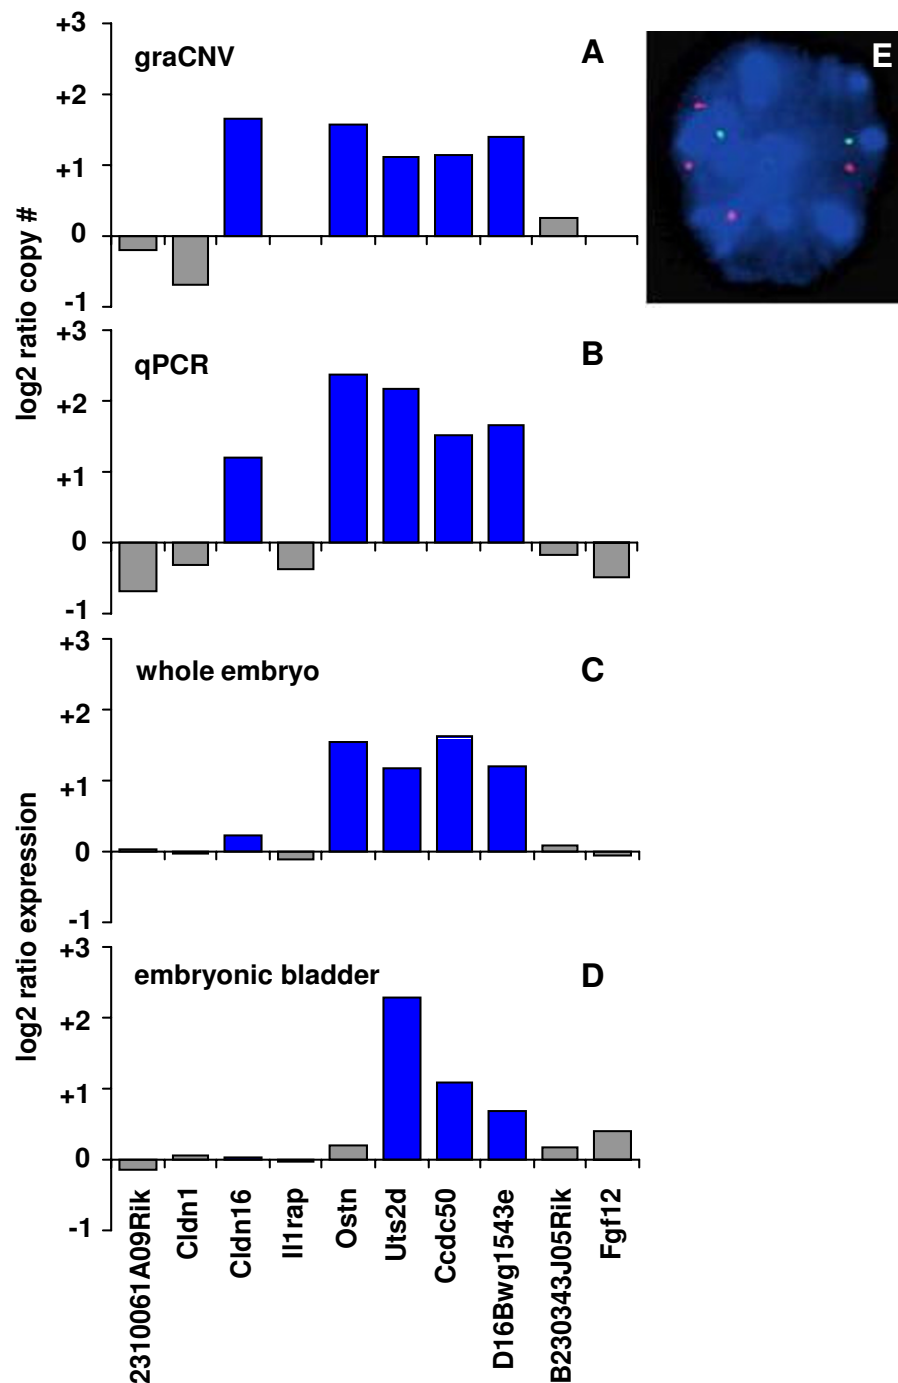 +3
graCNV
A
+2
+1
0
-1
log2 ratio copy #
E
+3
qPCR
B
+2
+1
0
-1
+3
whole embryo
C
+2
+1
0
-1
log2 ratio expression
+3
embryonic bladder
D
+2
+1
0
-1
2310061A09Rik
Cldn1
Cldn16
Il1rap
Ostn
Uts2d
Ccdc50
D16Bwg1543e
B230343J05Rik
Fgf12